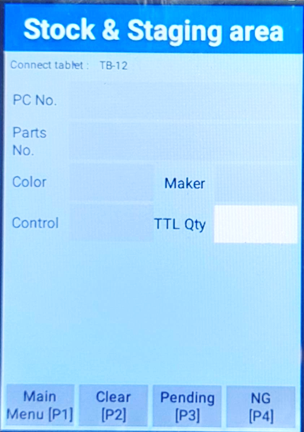 Stock & Staging area
Connect tablet : TB-12
PC No.
Parts
No.
Color
Maker
Control
TTL Qty
Main
Menu [P1]
Clear
[P2]
Pending
[P3]
NG
[P4]